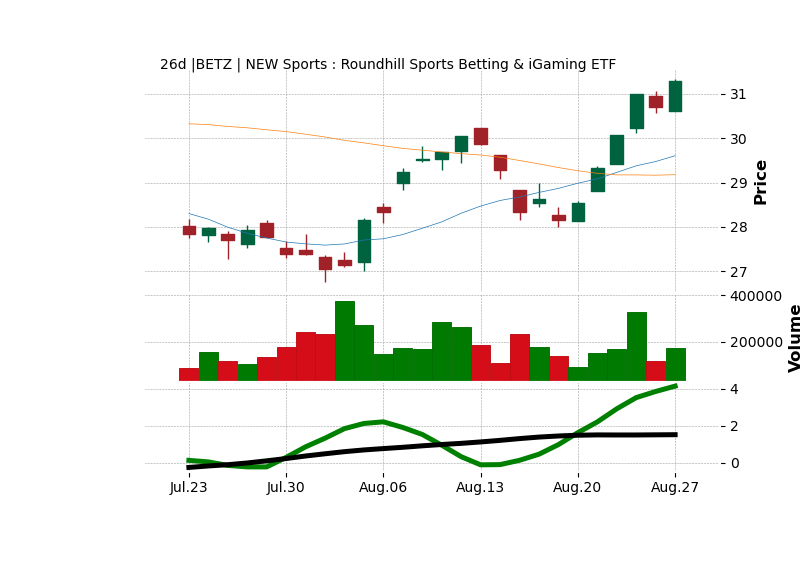 26d |BETZ | NEW Sports : Roundhill Sports Betting & iGaming ETF
31
30
29
28
27
Price
400000
200000
Volume
4
2
0
Jul.23 Jul.30 Aug.06 Aug.13 Aug.20 Aug.27